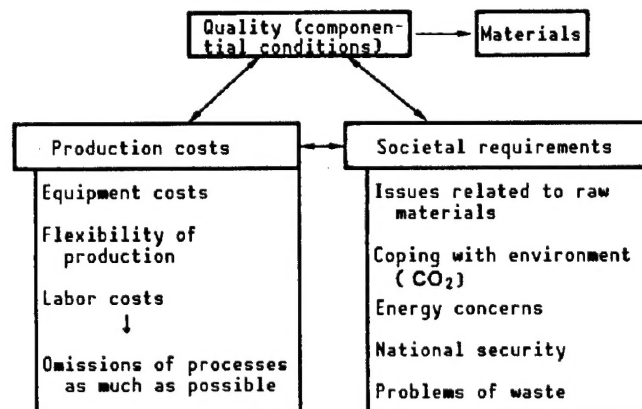 Quality (componen-
tial conditions)
Materials
Production costs
Equipment costs
Flexibility of
production
Labor costs
Omissions of processes
as much as possible
Societal requirements
Issues related to raw
materials
Coping with environment
( CO₂)
Energy concerns
National security
Problems of waste